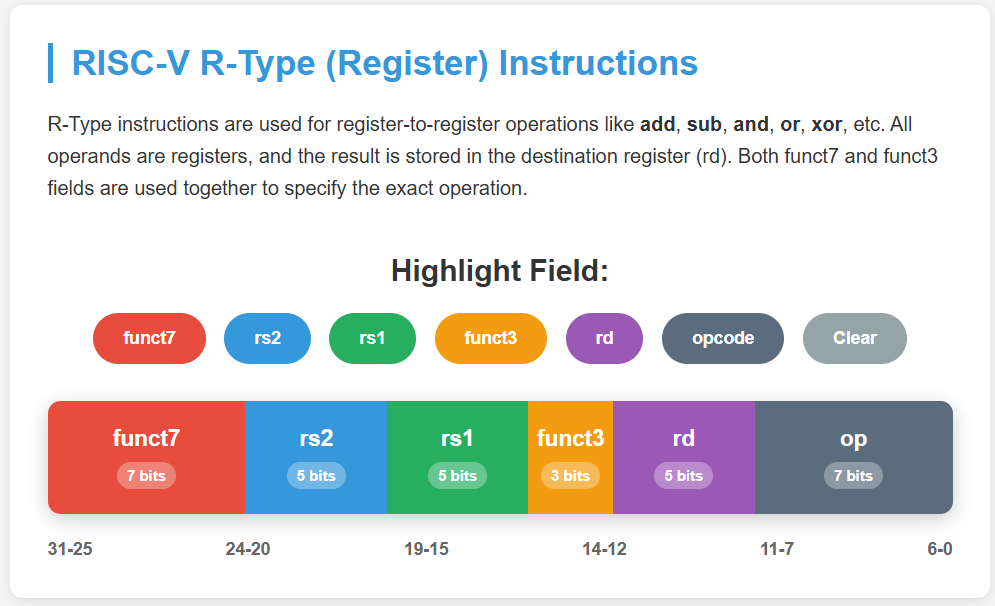 RISC-V R-Type (Register) Instructions
R-Type instructions are used for register-to-register operations like add, sub, and, or, xor, etc. All
operands are registers, and the result is stored in the destination register (rd). Both funct7 and funct3
fields are used together to specify the exact operation.
Highlight Field:
funct7 rs2 rs1 funct3 rd opcode Clear
funct7 rs2 rs1 funct3 rd op
7 bits 5 bits 5 bits 3 bits 5 bits 7 bits
31-25 24-20 19-15 14-12 11-7 6-0